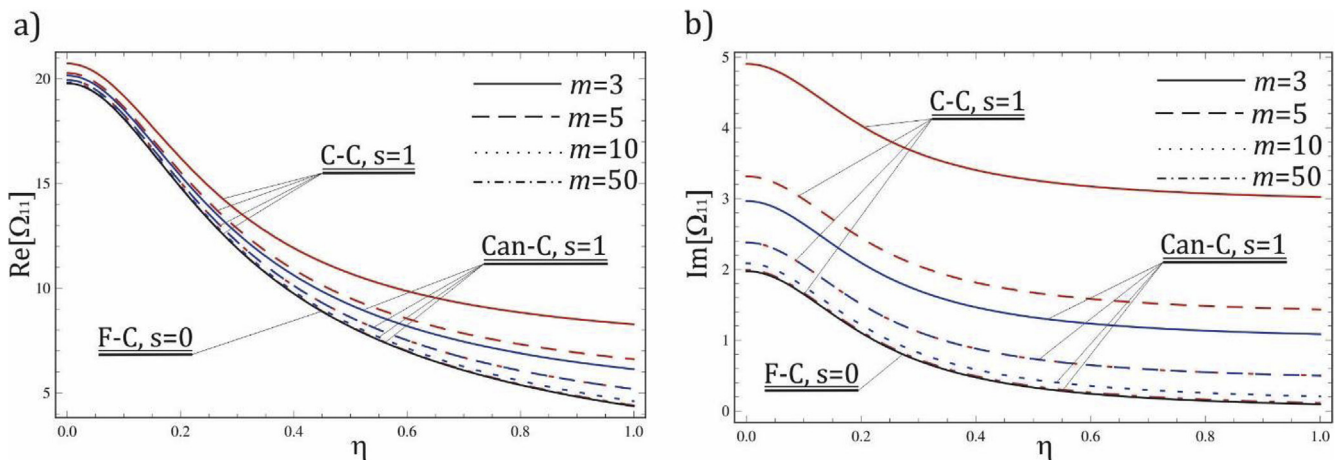 a)
Re[Ω11]
20
15
10
5
0.0 0.2 0.4 0.6 0.8 1.0
η
C-C, s=1
Can-C, s=1
F-C, s=0
m=3
m=5
m=10
m=50
b)
Im[Ω11]
5
4
3
2
1
0
0.0 0.2 0.4 0.6 0.8 1.0
η
C-C, s=1
Can-C, s=1
F-C, s=0
m=3
m=5
m=10
m=50